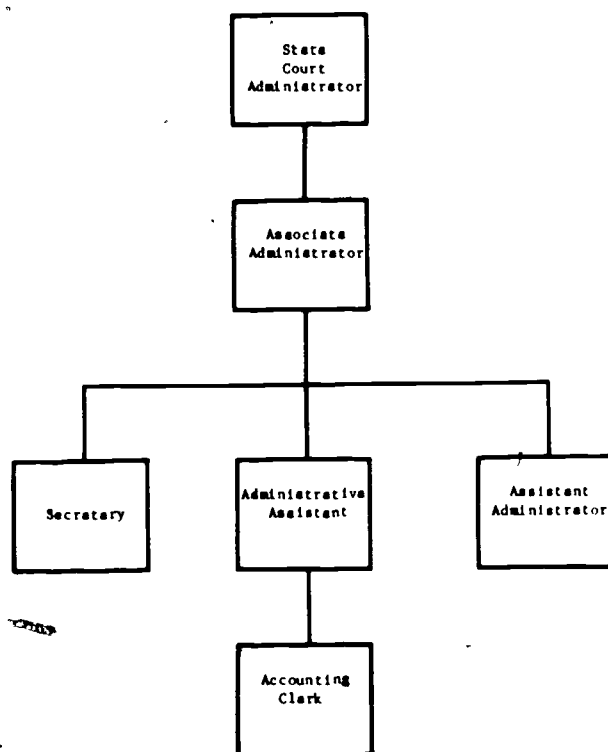 State
Court
Administrator
Associate
Administrator
Secretary
Administrative
Assistant
Assistant
Administrator
Accounting
Clerk